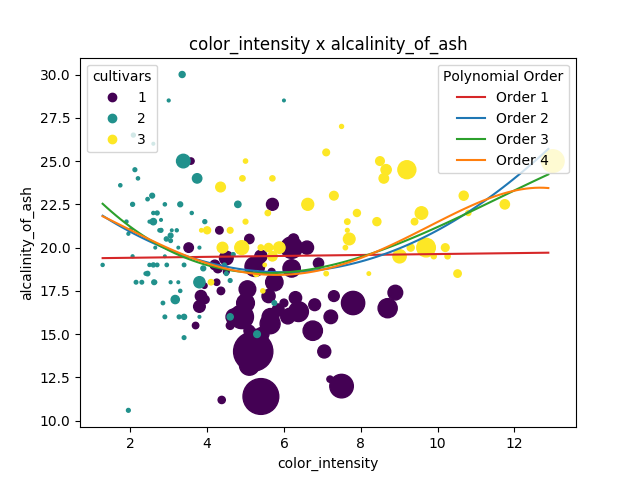 color_intensity x alcalinity_of_ash
cultivars
1
2
3
Polynomial Order
Order 1
Order 2
Order 3
Order 4
30.0
27.5
25.0
22.5
20.0
17.5
15.0
12.5
10.0
alcalinity_of_ash
2 4 6 8 10 12
color_intensity